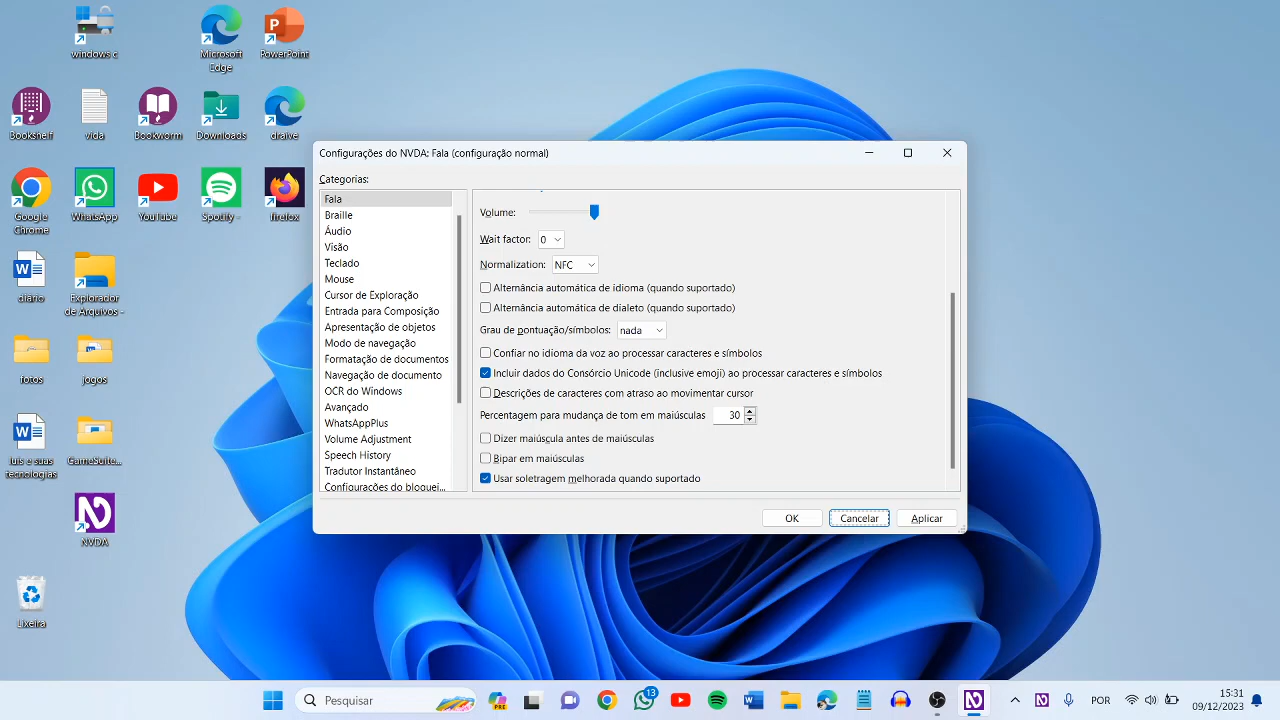 windows c
Microsoft
Edge
PowerPoint
Bookshelf
vida
Bookworm
Downloads
draive
Google
Chrome
WhatsApp
YouTube
Spotify -
firefox
diario
Explorador
de Arquivos -
fotos
jogos
luis e suas
tecnologias
GameSuite...
NVDA
Lixeira
Configurações do NVDA: Fala (configuração normal)
Categorias:
Fala
Braille
Áudio
Visão
Teclado
Mouse
Cursor de Exploração
Entrada para Composição
Apresentação de objetos
Modo de navegação
Formatação de documentos
Navegação de documento
OCR do Windows
Avançado
WhatsAppPlus
Volume Adjustment
Speech History
Tradutor Instantâneo
Configurações do bloquei...
Volume:
Wait factor: 0
Normalization: NFC
Alternância automática de idioma (quando suportado)
Alternância automática de dialeto (quando suportado)
Grau de pontuação/símbolos: nada
Confiar no idioma da voz ao processar caracteres e símbolos
Incluir dados do Consórcio Unicode (inclusive emoji) ao processar caracteres e símbolos
Descrições de caracteres com atraso ao movimentar cursor
Percentagem para mudança de tom em maiúsculas 30
Dizer maiúscula antes de maiúsculas
Bipar em maiúsculas
Usar soletragem melhorada quando suportado
OK
Cancelar
Aplicar
Pesquisar
PRE
13
POR
15:31
09/12/2023